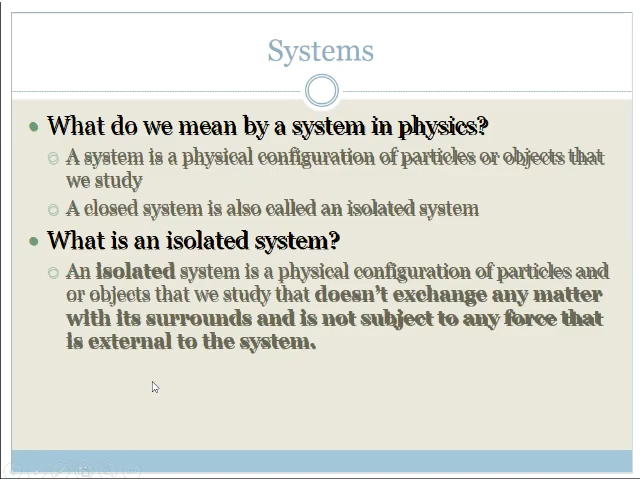 Systems
What do we mean by a system in physics?
A system is a physical configuration of particles or objects that
we study
A closed system is also called an isolated system
What is an isolated system?
An isolated system is a physical configuration of particles and
or objects that we study that doesn't exchange any matter
with its surrounds and is not subject to any force that
is external to the system.